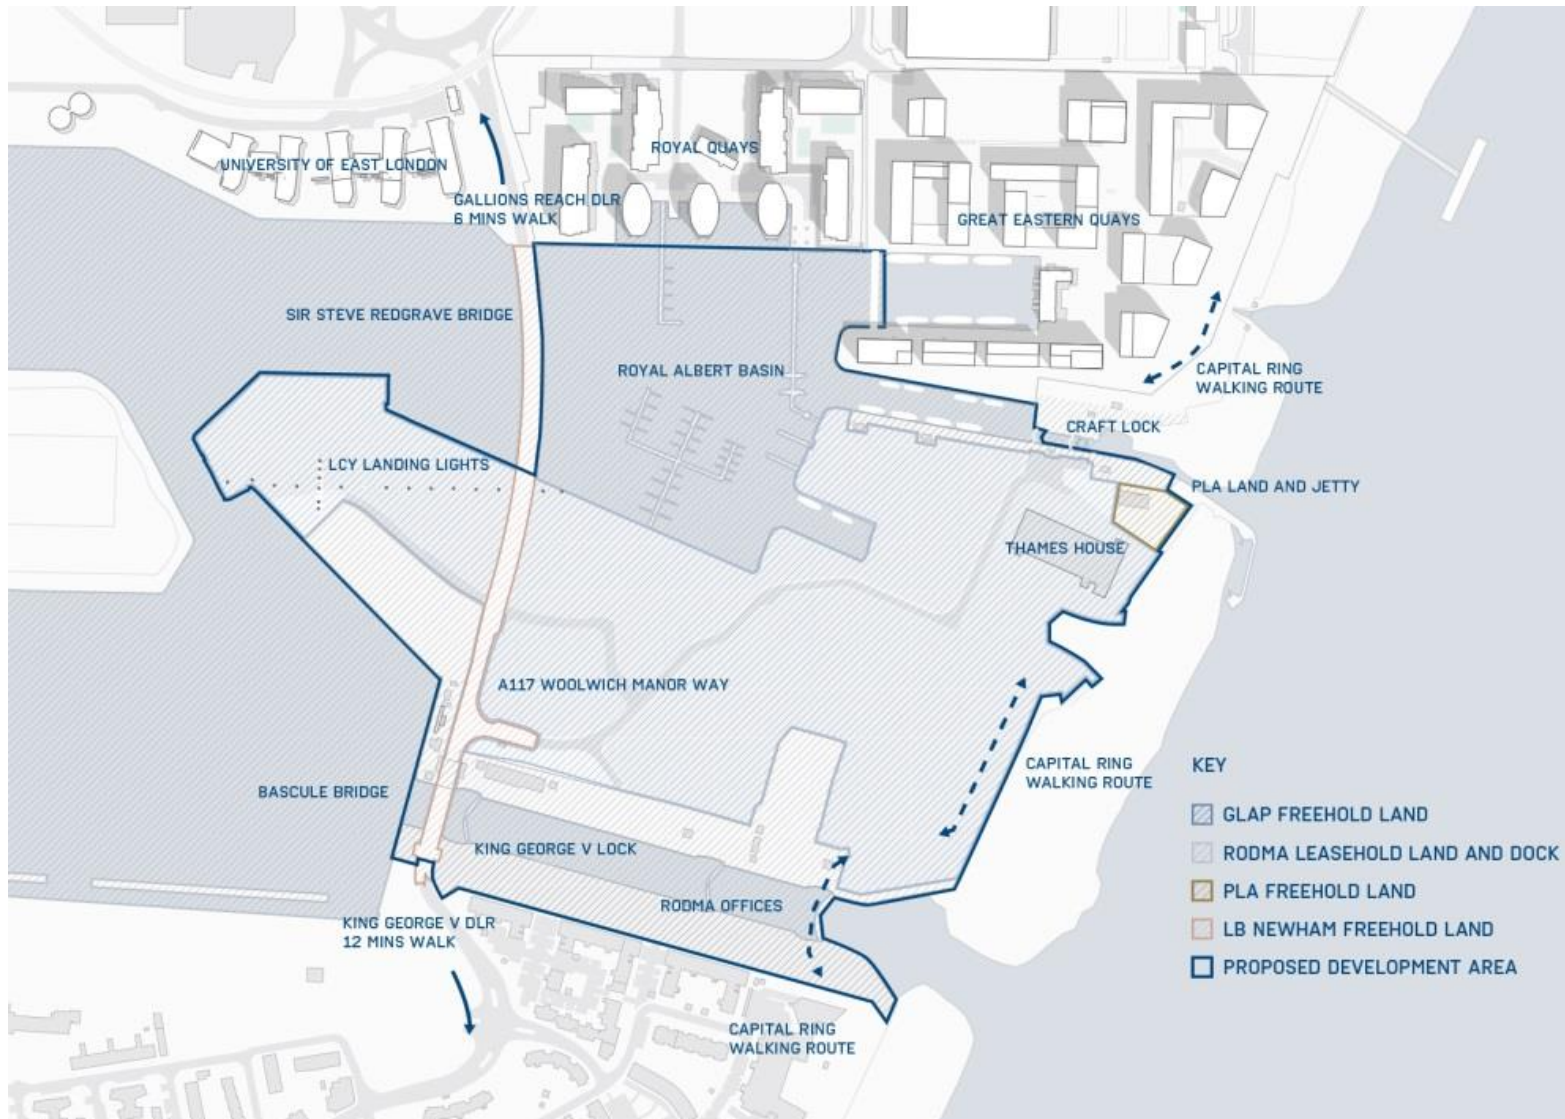 UNIVERSITY OF EAST LONDON
ROYAL QUAYS
GALLIONS REACH DLR
6 MINS WALK
GREAT EASTERN QUAYS
SIR STEVE REDGRAVE BRIDGE
ROYAL ALBERT BASIN
CAPITAL RING
WALKING ROUTE
CRAFT LOCK
LCY LANDING LIGHTS
PLA LAND AND JETTY
THAMES HOUSE
A117 WOOLWICH MANOR WAY
CAPITAL RING
WALKING ROUTE
BASCULE BRIDGE
KING GEORGE V LOCK
RODMA OFFICES
KING GEORGE V DLR
12 MINS WALK
CAPITAL RING
WALKING ROUTE
KEY
GLAP FREEHOLD LAND
RODMA LEASEHOLD LAND AND DOCK
PLA FREEHOLD LAND
LB NEWHAM FREEHOLD LAND
PROPOSED DEVELOPMENT AREA